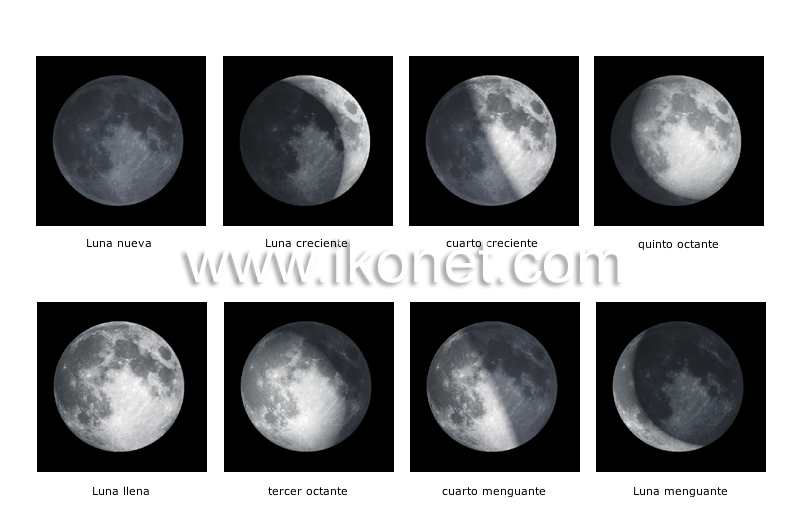 Luna nueva
Luna creciente
cuarto creciente
quinto octante
www.ikonet.com
Luna llena
tercer octante
cuarto menguante
Luna menguante